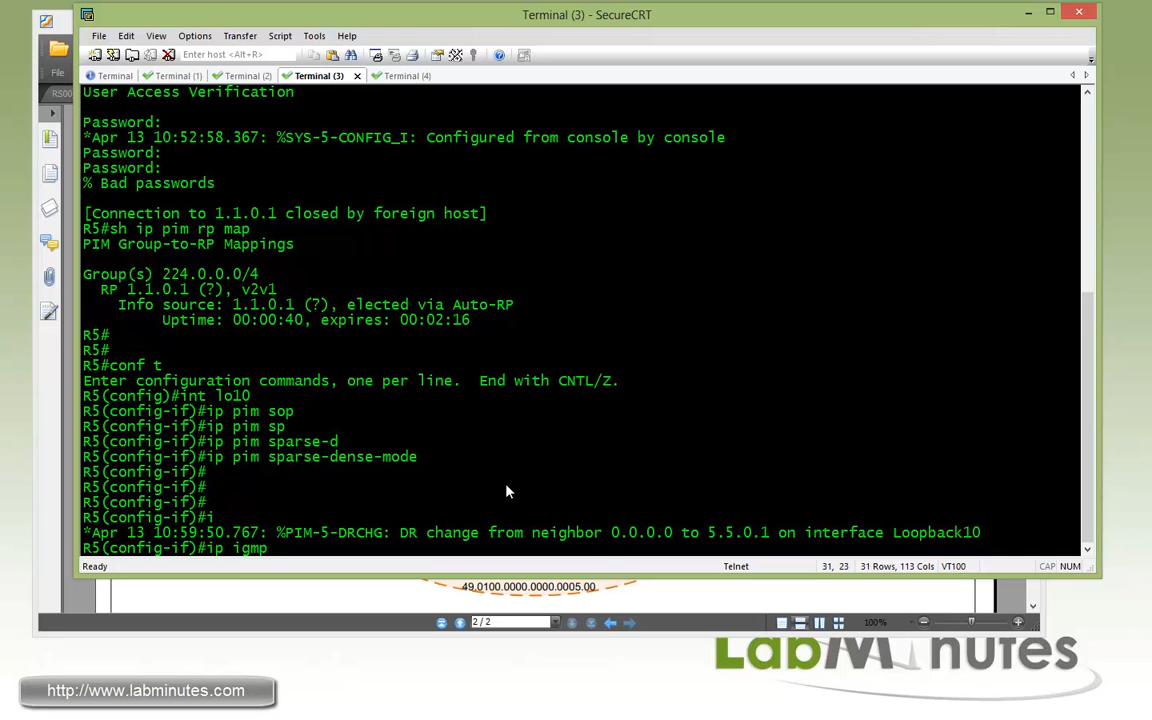 Terminal (3) - SecureCRT
File Edit View Options Transfer Script Tools Help
Enter host <Alt+R>
File
Terminal Terminal (1) Terminal (2) Terminal (3) Terminal (4)
RS00
User Access Verification
Password:
*Apr 13 10:52:58.367: %SYS-5-CONFIG_I: Configured from console by console
Password:
Password:
% Bad passwords
[Connection to 1.1.0.1 closed by foreign host]
R5#sh ip pim rp map
PIM Group-to-RP Mappings
Group(s) 224.0.0.0/4
RP 1.1.0.1 (?), v2v1
Info source: 1.1.0.1 (?), elected via Auto-RP
Uptime: 00:00:40, expires: 00:02:16
R5#
R5#
R5#conf t
Enter configuration commands, one per line. End with CNTL/Z.
R5(config)#int lo10
R5(config-if)#ip pim sop
R5(config-if)#ip pim sp
R5(config-if)#ip pim sparse-d
R5(config-if)#ip pim sparse-dense-mode
R5(config-if)#
R5(config-if)#
R5(config-if)#
R5(config-if)#i
*Apr 13 10:59:50.767: %PIM-5-DRCHG: DR change from neighbor 0.0.0.0 to 5.5.0.1 on interface Loopback10
R5(config-if)#ip igmp
Ready Telnet 31, 23 31 Rows, 113 Cols VT100 CAP NUM
49.0100.0000.0000.0005.00
2 / 2 100%
LabMinutes
http://www.labminutes.com